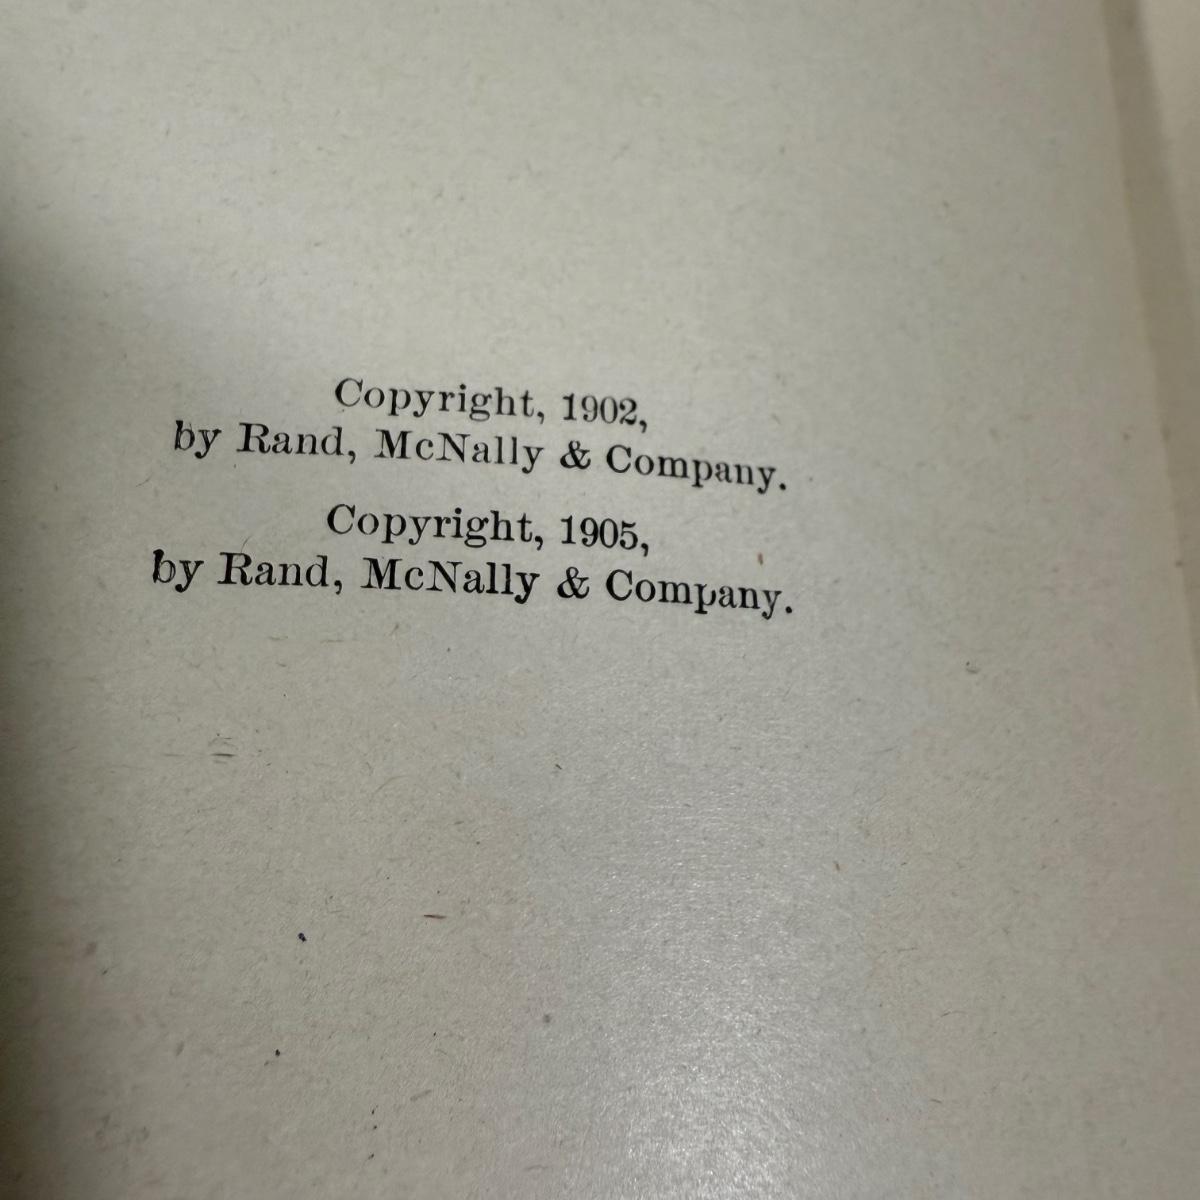 Copyright, 1902,
by Rand, McNally & Company.
Copyright, 1905,
by Rand, McNally & Company.